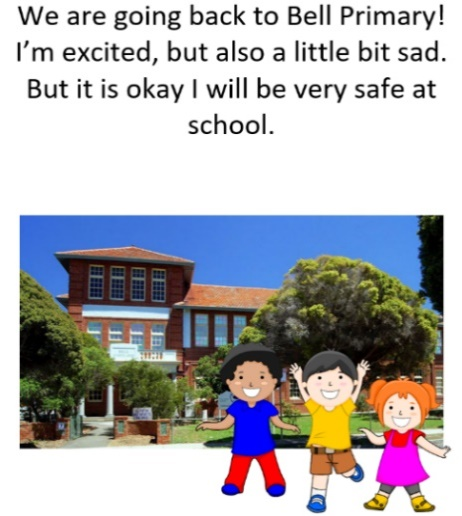 We are going back to Bell Primary!
I’m excited, but also a little bit sad.
But it is okay I will be very safe at
school.